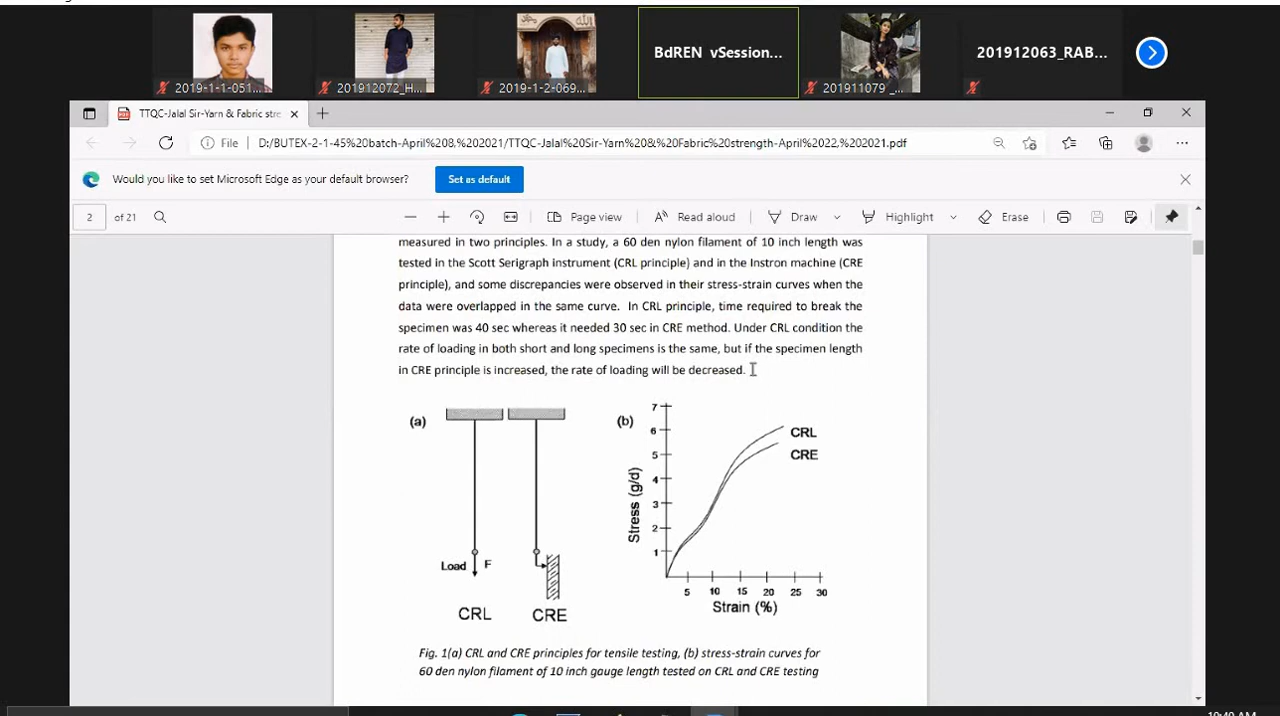 BdREN vSession...
201912063_RAB...
2019-1-1-051...
201912072_H...
2019-1-2-069...
201911079_...
TTQC-Jalal Sir-Yarn & Fabric stre
File D:/BUTEX-2-1-45%20batch-April%208,%202021/TTQC-Jalal%20Sir-Yarn%20&%20Fabric%20strength-April%2022,%202021.pdf
Would you like to set Microsoft Edge as your default browser? Set as default
2 of 21 Page view Read aloud Draw Highlight Erase
measured in two principles. In a study, a 60 den nylon filament of 10 inch length was
tested in the Scott Serigraph instrument (CRL principle) and in the Instron machine (CRE
principle), and some discrepancies were observed in their stress-strain curves when the
data were overlapped in the same curve. In CRL principle, time required to break the
specimen was 40 sec whereas it needed 30 sec in CRE method. Under CRL condition the
rate of loading in both short and long specimens is the same, but if the specimen length
in CRE principle is increased, the rate of loading will be decreased.
(a)
Load F
CRL CRE
(b)
7
6
5
4
3
2
1
Stress (g/d)
CRL
CRE
5 10 15 20 25 30
Strain (%)
Fig. 1(a) CRL and CRE principles for tensile testing, (b) stress-strain curves for
60 den nylon filament of 10 inch gauge length tested on CRL and CRE testing